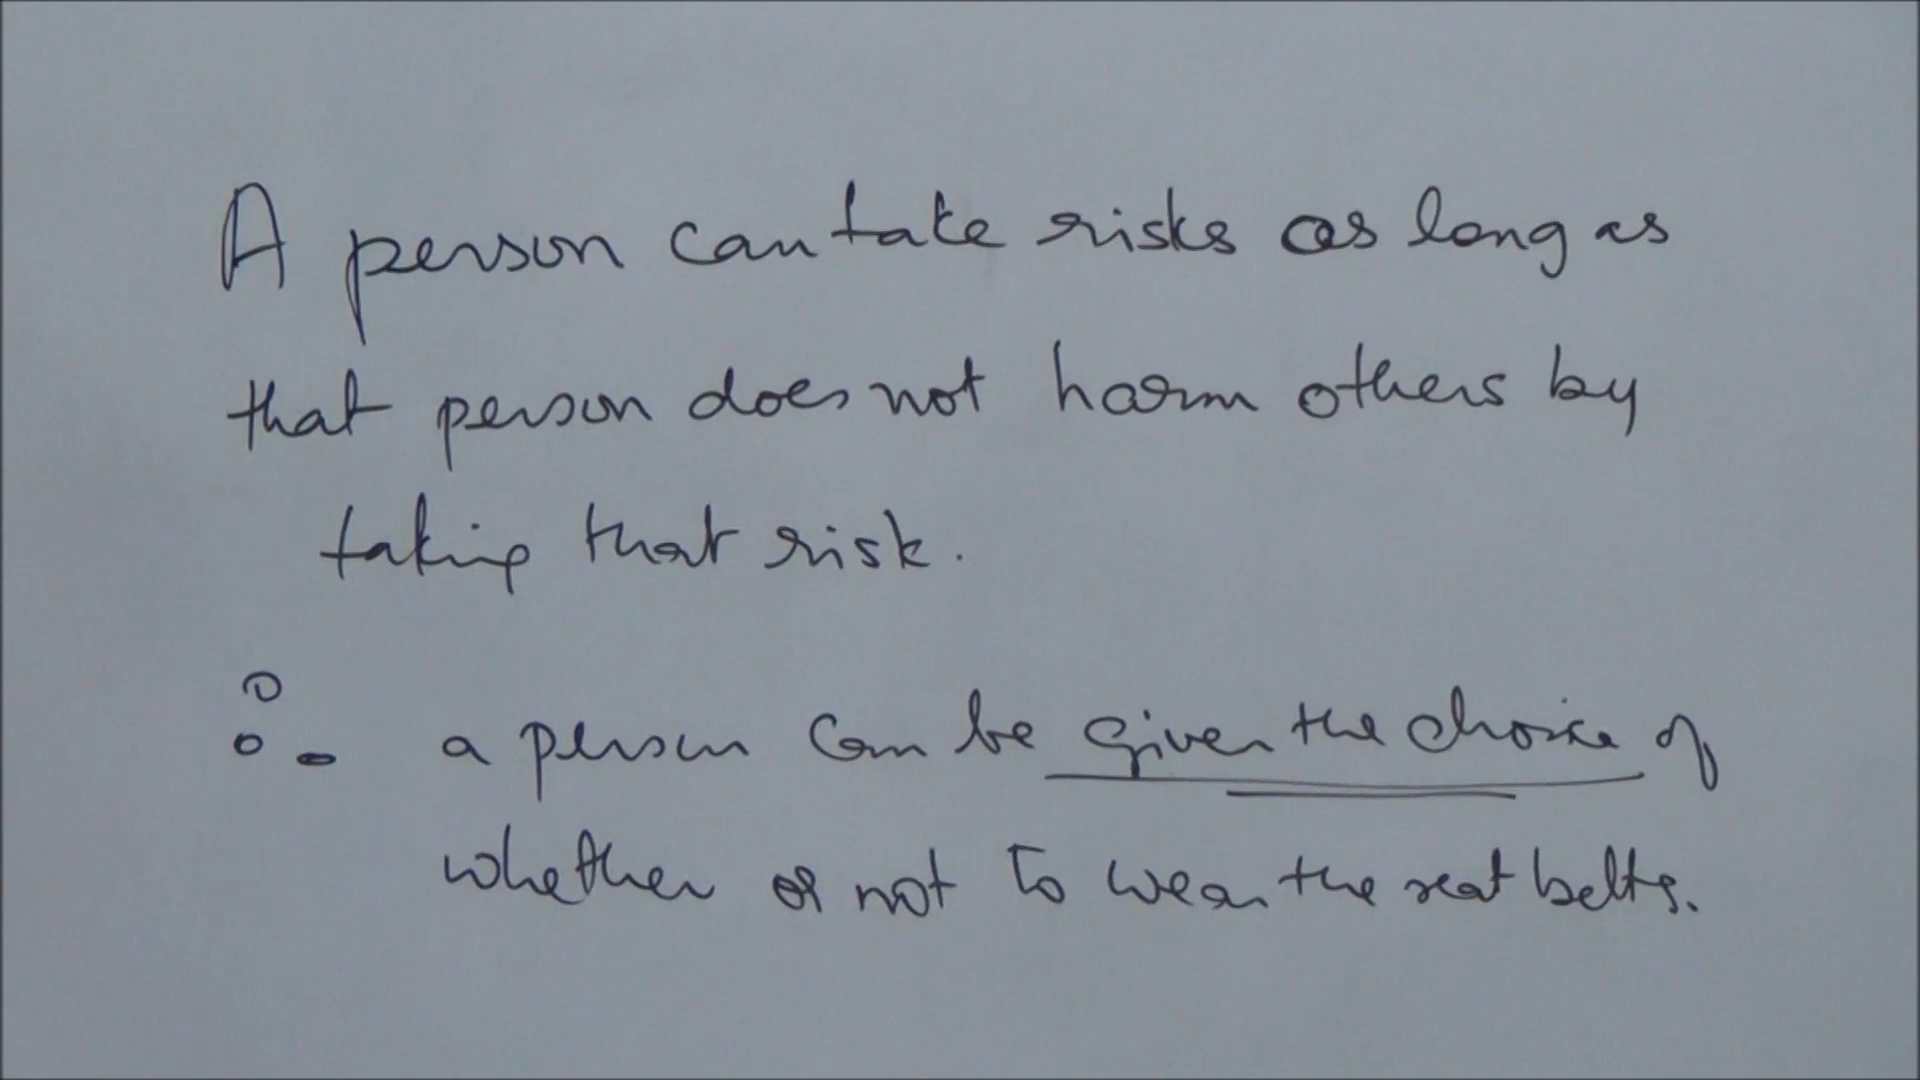 A person can take risks as long as
that person does not harm others by
taking that risk.
∴ a person can be given the choice of
whether or not to wear the seat belts.